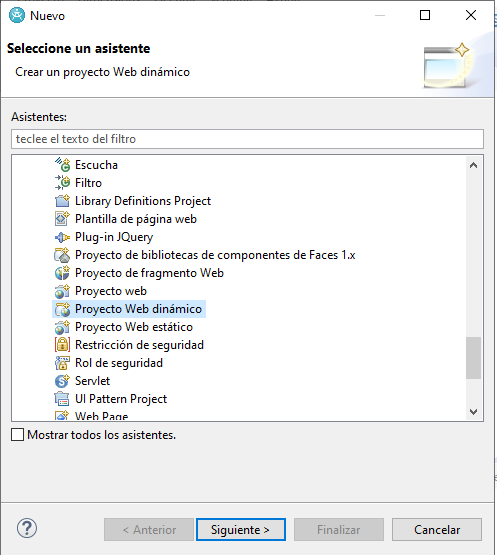 Nuevo
Seleccione un asistente
Crear un proyecto Web dinámico
Asistentes:
teclee el texto del filtro
Escucha
Filtro
Library Definitions Project
Plantilla de página web
Plug-in JQuery
Proyecto de bibliotecas de componentes de Faces 1.x
Proyecto de fragmento Web
Proyecto web
Proyecto Web dinámico
Proyecto Web estático
Restricción de seguridad
Rol de seguridad
Servlet
UI Pattern Project
Web Page
Mostrar todos los asistentes.
< Anterior
Siguiente >
Finalizar
Cancelar